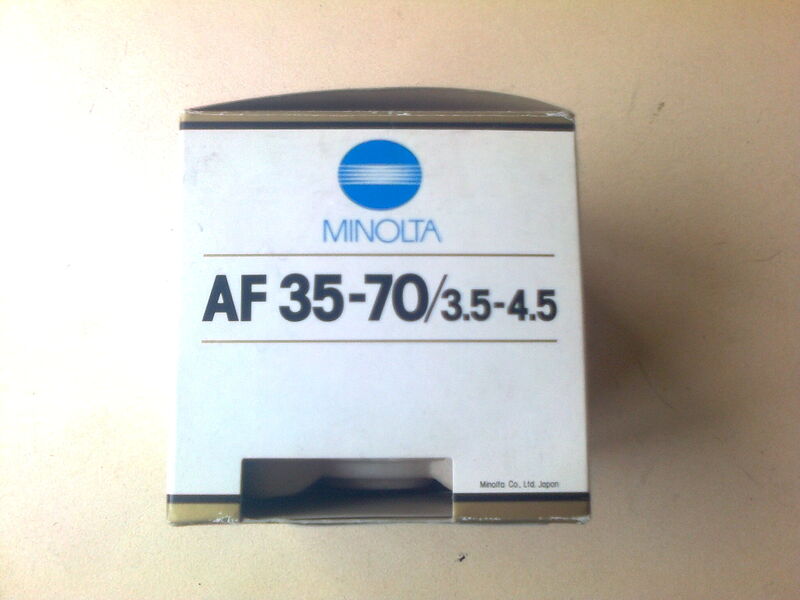 MINOLTA
AF 35-70/3.5-4.5
Minolta Co., Ltd. Japan